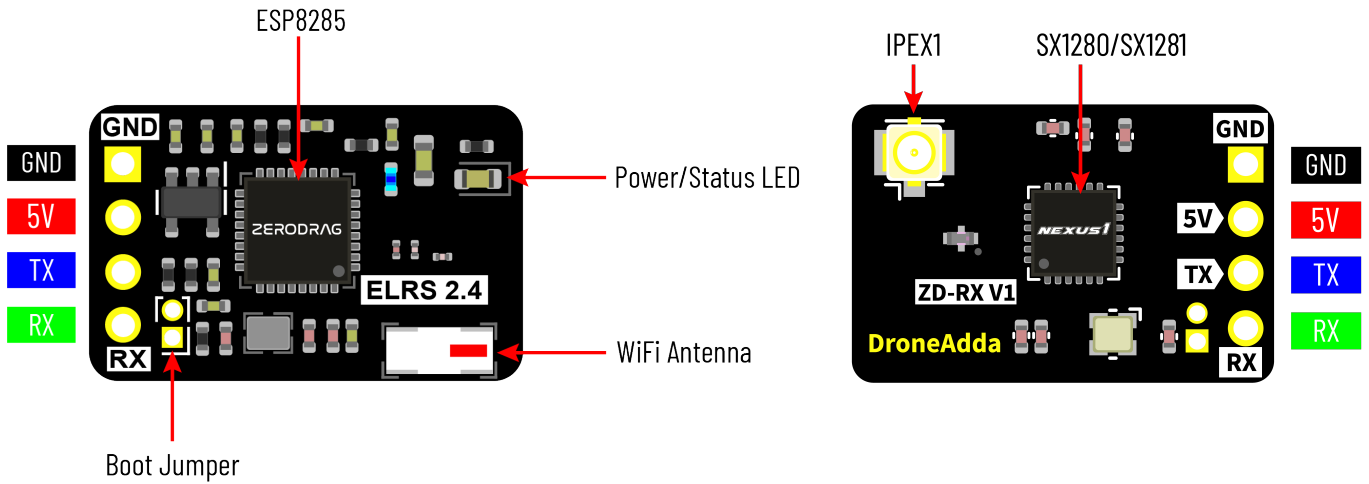 ESP8285
GND
GND
5V
TX
RX
RX
ZERODRAG
ELRS 2.4
Power/Status LED
WiFi Antenna
Boot Jumper
IPEX1
SX1280/SX1281
GND
5V
TX
RX
NEXUS1
ZD-RX V1
DroneAdda
GND
5V
TX
RX